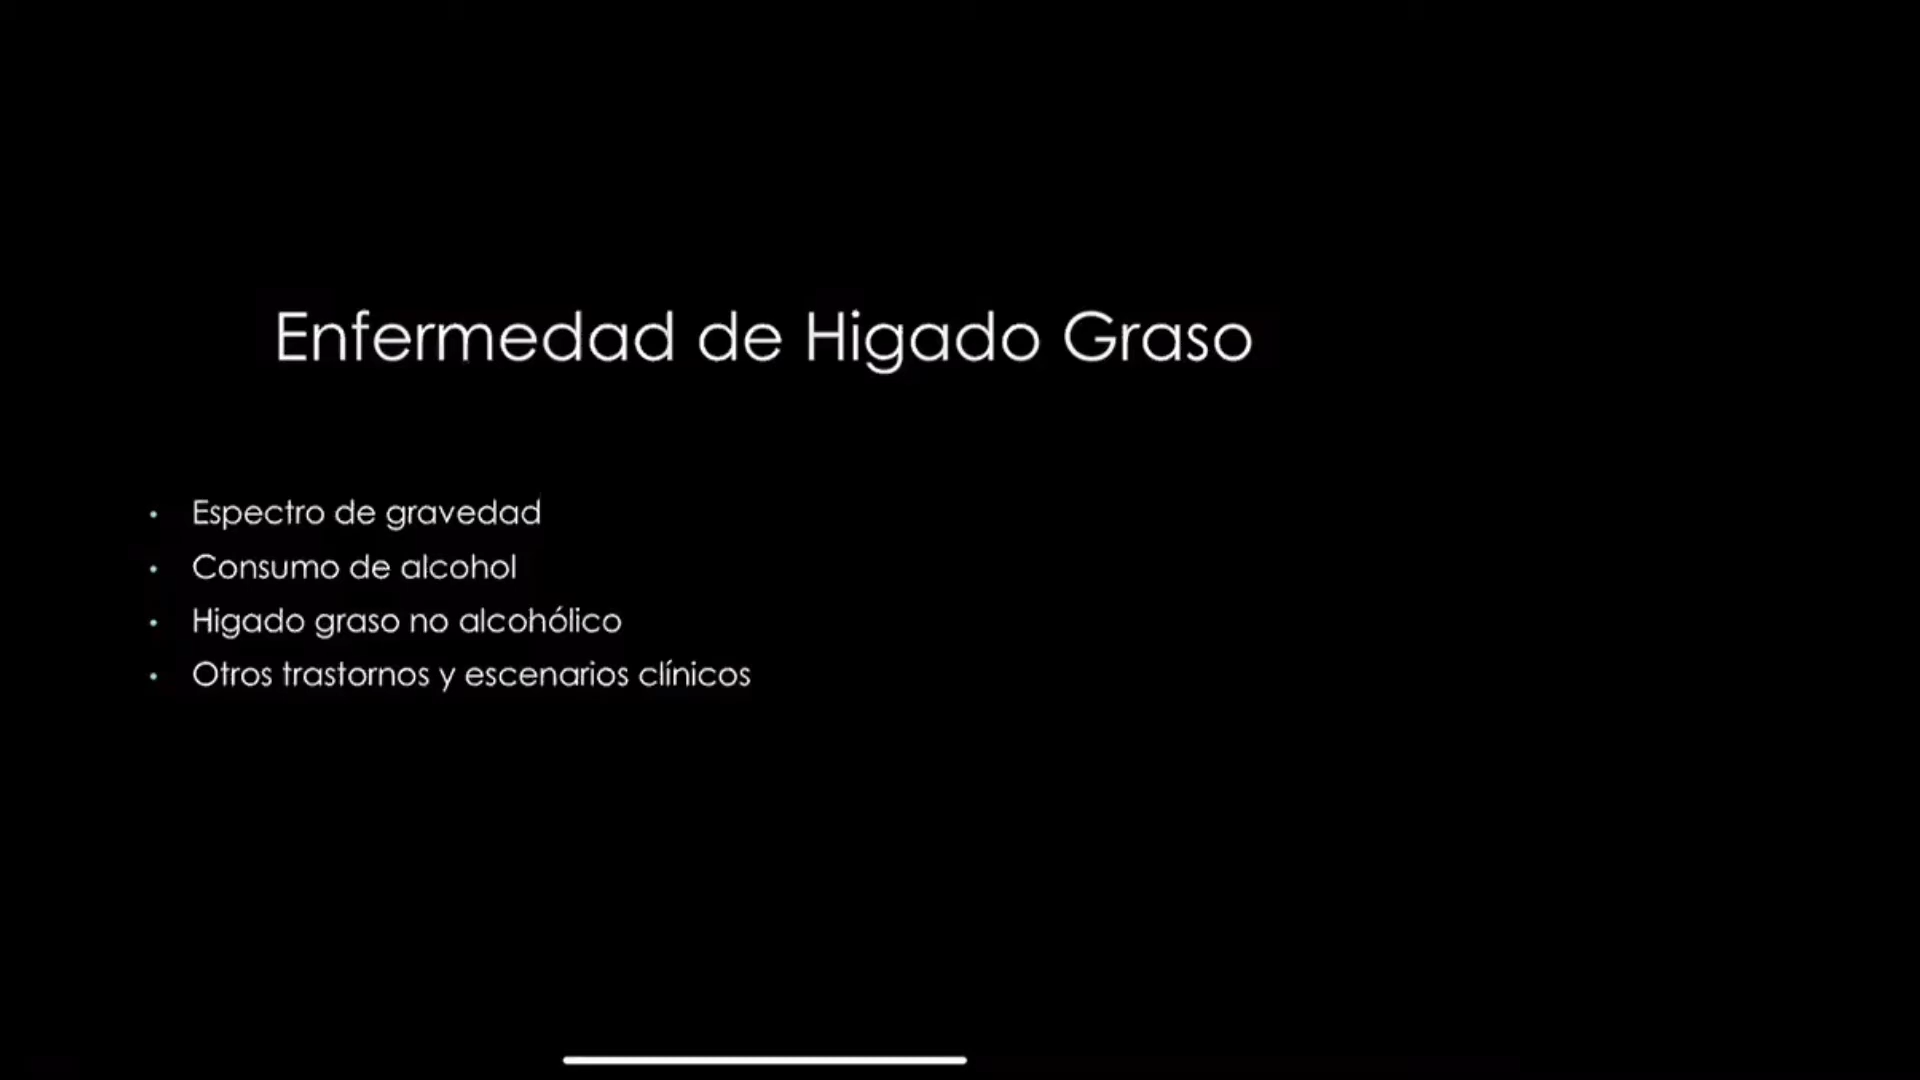 Enfermedad de Higado Graso
• Espectro de gravedad
• Consumo de alcohol
• Higado graso no alcohólico
• Otros trastornos y escenarios clínicos